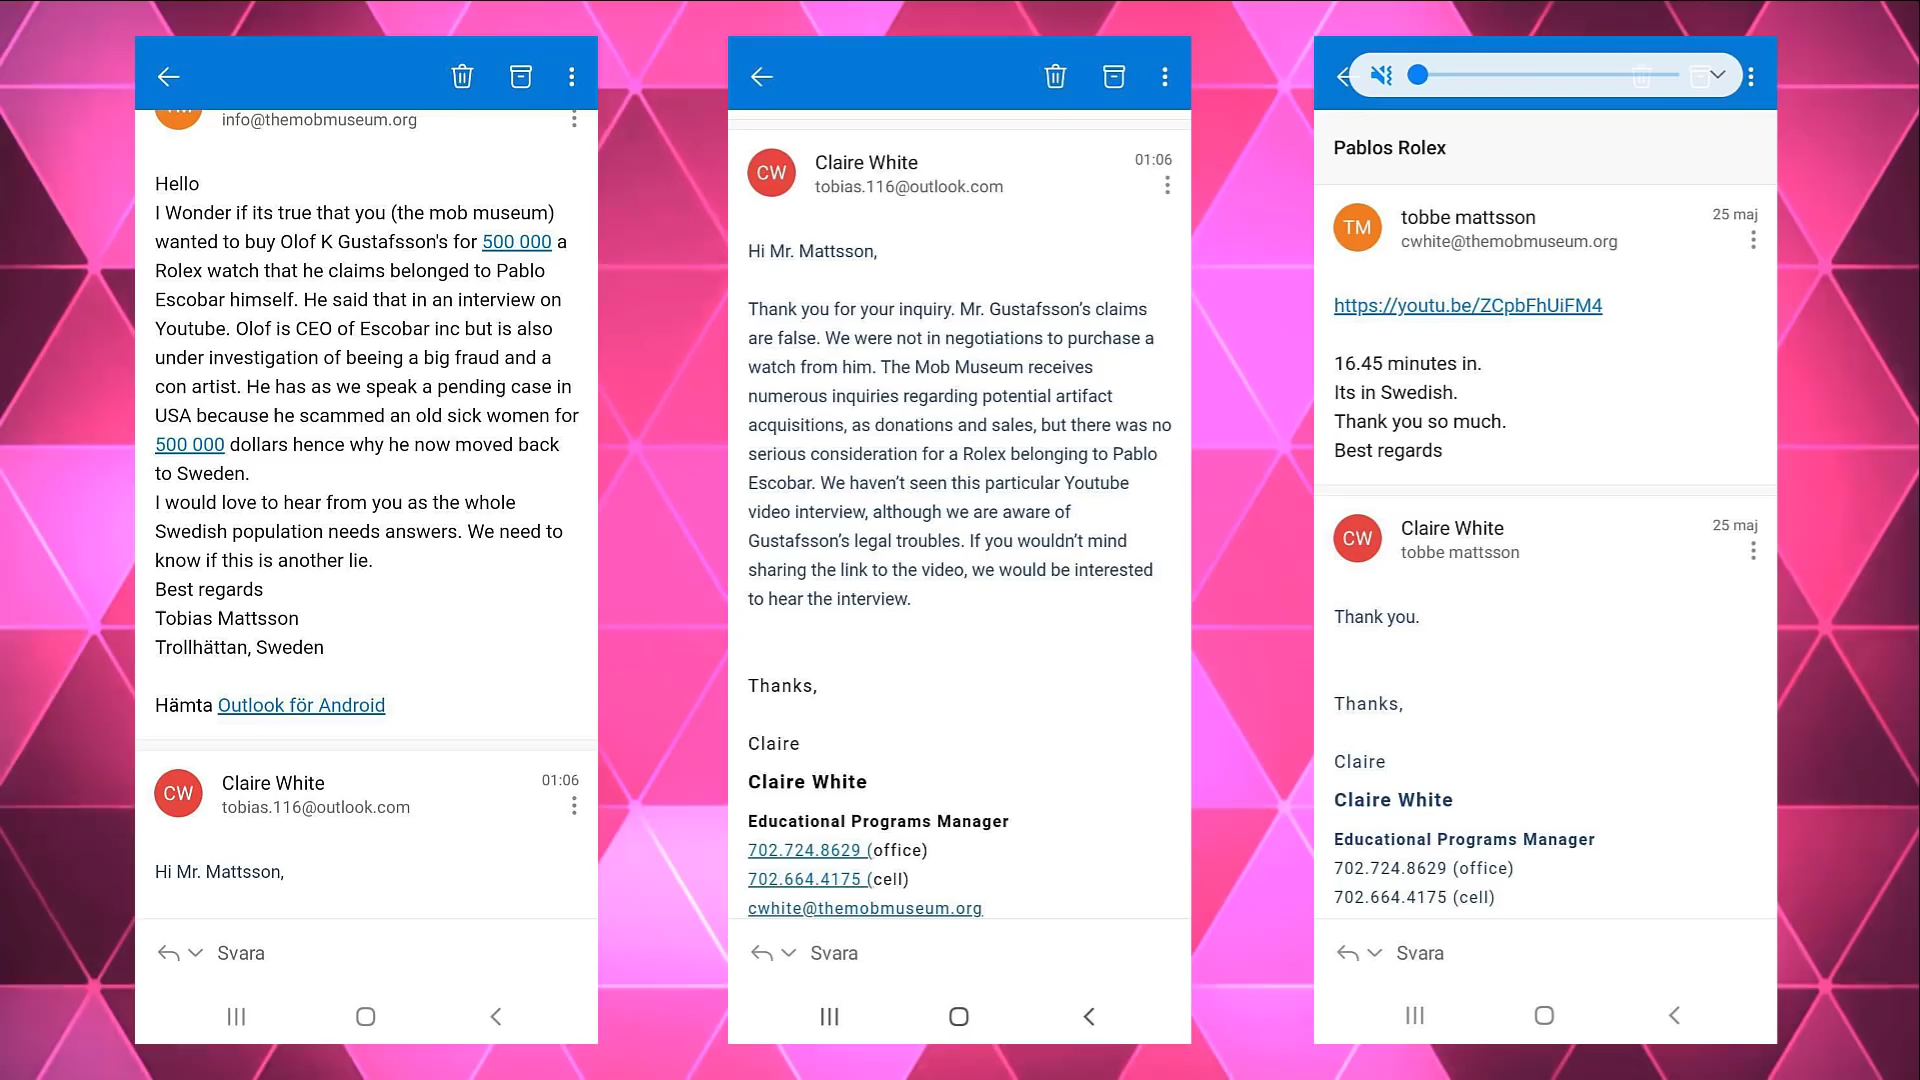 info@themobmuseum.org
Hello
I Wonder if its true that you (the mob museum)
wanted to buy Olof K Gustafsson's for 500 000 a
Rolex watch that he claims belonged to Pablo
Escobar himself. He said that in an interview on
Youtube. Olof is CEO of Escobar inc but is also
under investigation of beeing a big fraud and a
con artist. He has as we speak a pending case in
USA because he scammed an old sick women for
500 000 dollars hence why he now moved back
to Sweden.
I would love to hear from you as the whole
Swedish population needs answers. We need to
know if this is another lie.
Best regards
Tobias Mattsson
Trollhättan, Sweden
Hämta Outlook för Android
CW
Claire White
01:06
tobias.116@outlook.com
Hi Mr. Mattsson,
Svara
CW
Claire White
01:06
tobias.116@outlook.com
Hi Mr. Mattsson,
Thank you for your inquiry. Mr. Gustafsson’s claims
are false. We were not in negotiations to purchase a
watch from him. The Mob Museum receives
numerous inquiries regarding potential artifact
acquisitions, as donations and sales, but there was no
serious consideration for a Rolex belonging to Pablo
Escobar. We haven’t seen this particular Youtube
video interview, although we are aware of
Gustafsson’s legal troubles. If you wouldn’t mind
sharing the link to the video, we would be interested
to hear the interview.
Thanks,
Claire
Claire White
Educational Programs Manager
702.724.8629 (office)
702.664.4175 (cell)
cwhite@themobmuseum.org
Svara
Pablos Rolex
TM
tobbe mattsson
25 maj
cwhite@themobmuseum.org
https://youtu.be/ZCpbFhUiFM4
16.45 minutes in.
Its in Swedish.
Thank you so much.
Best regards
CW
Claire White
25 maj
tobbe mattsson
Thank you.
Thanks,
Claire
Claire White
Educational Programs Manager
702.724.8629 (office)
702.664.4175 (cell)
Svara